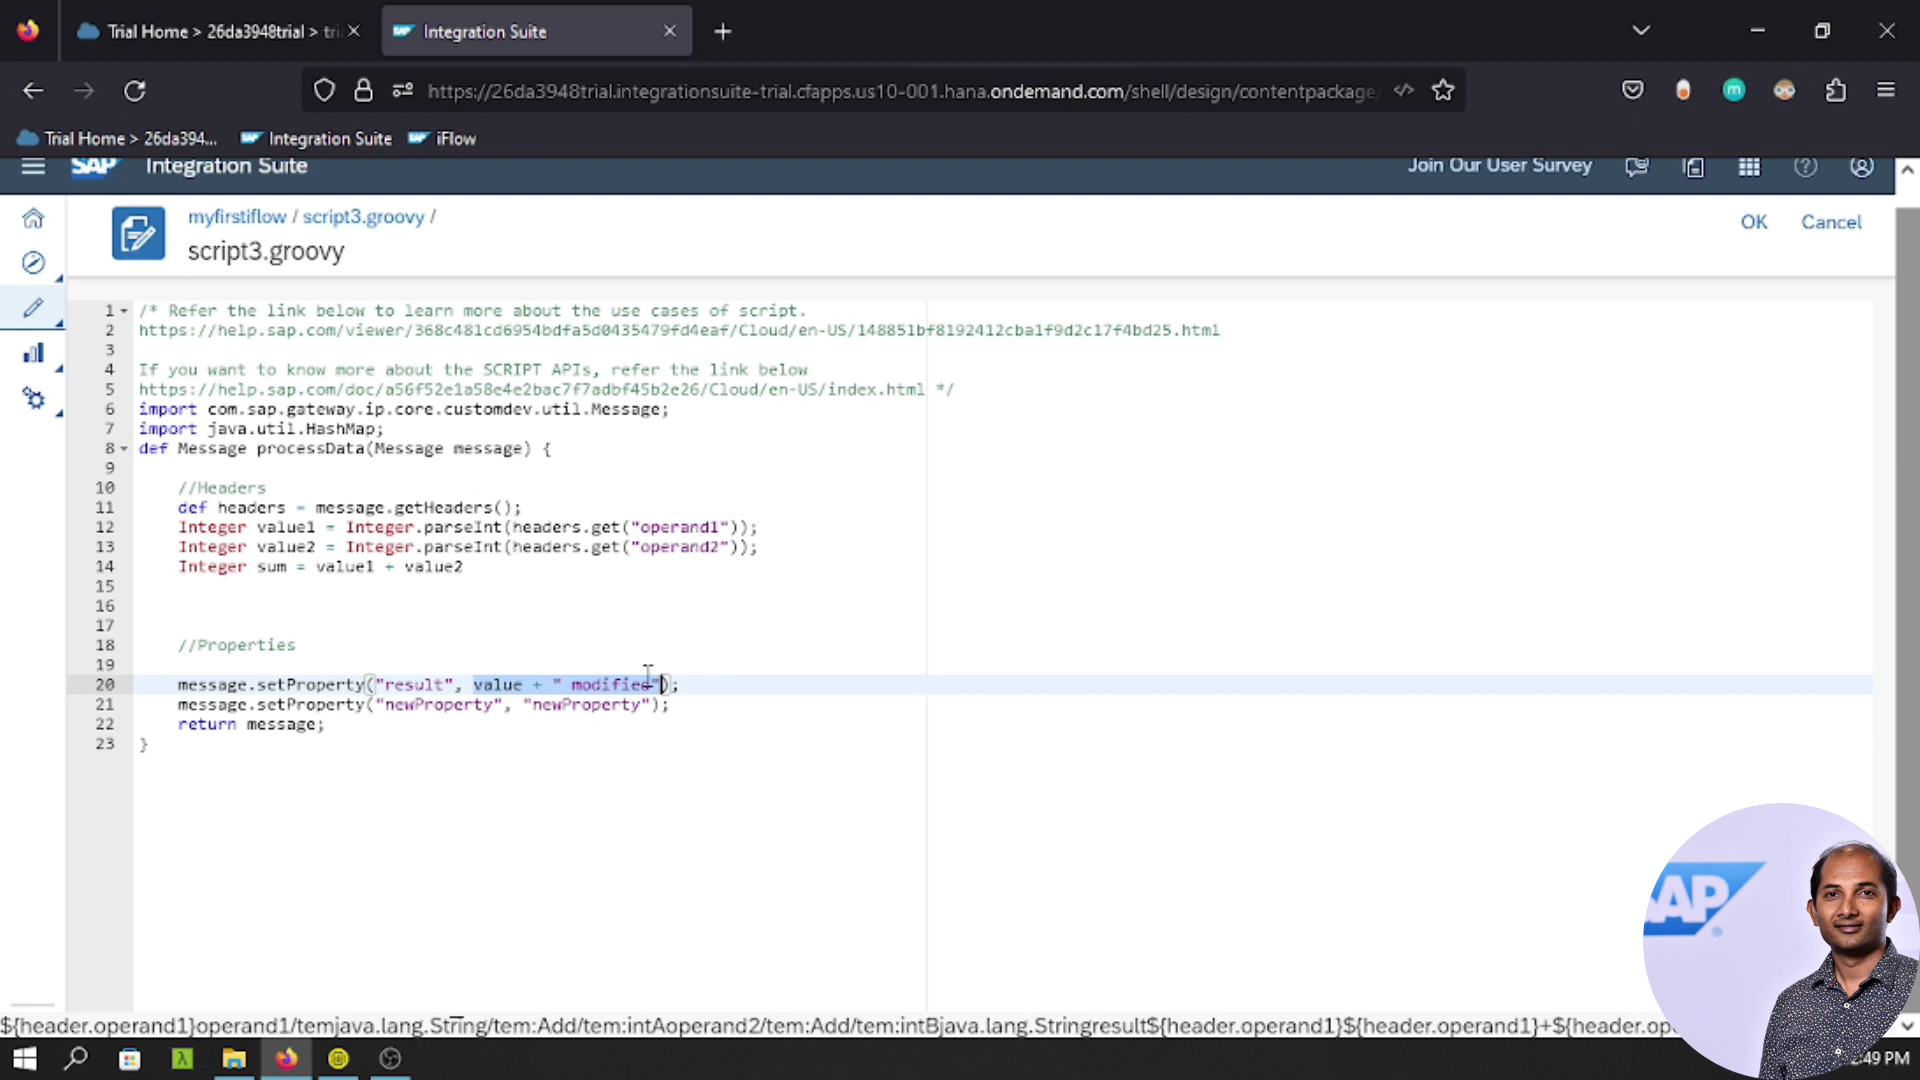 Trial Home > 26da3948trial > tri
Integration Suite
https://26da3948trial.integrationsuite-trial.cfapps.us10-001.hana.ondemand.com/shell/design/contentpackage
Trial Home > 26da394... Integration Suite iFlow
SAP Integration Suite Join Our User Survey
myfirstiflow / script3.groovy /
script3.groovy
OK Cancel
1 /* Refer the link below to learn more about the use cases of script.
2 https://help.sap.com/viewer/368c481cd6954bdfa5d0435479fd4eaf/Cloud/en-US/148851bf8192412cba1f9d2c17f4bd25.html
3
4 If you want to know more about the SCRIPT APIs, refer the link below
5 https://help.sap.com/doc/a56f52e1a58e4e2bac7f7adbf45b2e26/Cloud/en-US/index.html */
6 import com.sap.gateway.ip.core.customdev.util.Message;
7 import java.util.HashMap;
8 def Message processData(Message message) {
9
10 //Headers
11 def headers = message.getHeaders();
12 Integer value1 = Integer.parseInt(headers.get("operand1"));
13 Integer value2 = Integer.parseInt(headers.get("operand2"));
14 Integer sum = value1 + value2
15
16
17
18 //Properties
19
20 message.setProperty("result", value + " modified");
21 message.setProperty("newProperty", "newProperty");
22 return message;
23 }
${header.operand1}operand1/temjava.lang.String/tem:Add/tem:intAoperand2/tem:Add/tem:intBjava.lang.Stringresult${header.operand1}${header.operand1}+${header.op
SAP
:49 PM